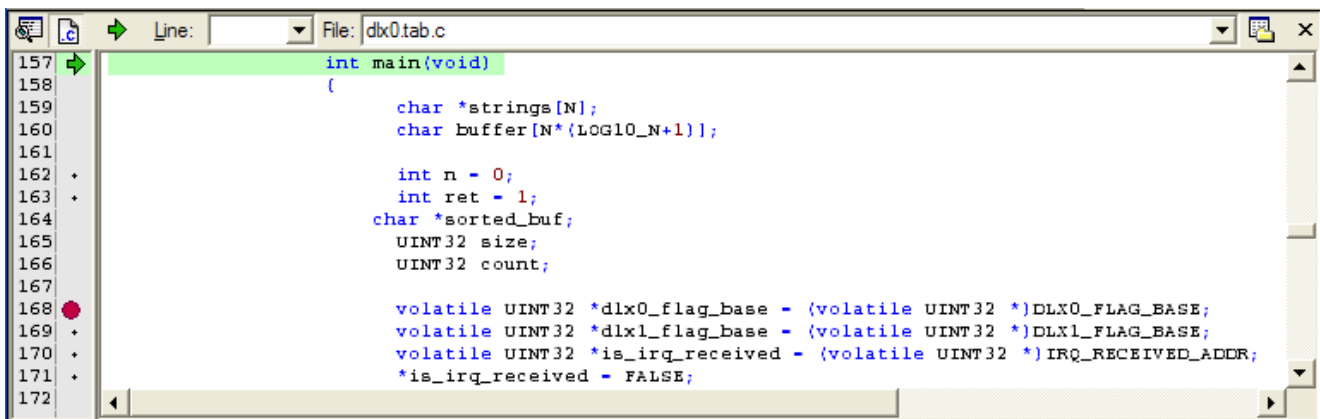 .c Line: File: dlx0.tab.c
157 int main(void)
158 {
159 char *strings[N];
160 char buffer[N*(LOG10_N+1)];
161
162 int n = 0;
163 int ret = 1;
164 char *sorted_buf;
165 UINT32 size;
166 UINT32 count;
167
168 volatile UINT32 *dlx0_flag_base = (volatile UINT32 *)DLX0_FLAG_BASE;
169 volatile UINT32 *dlx1_flag_base = (volatile UINT32 *)DLX1_FLAG_BASE;
170 volatile UINT32 *is_irq_received = (volatile UINT32 *)IRQ_RECEIVED_ADDR;
171 *is_irq_received = FALSE;
172